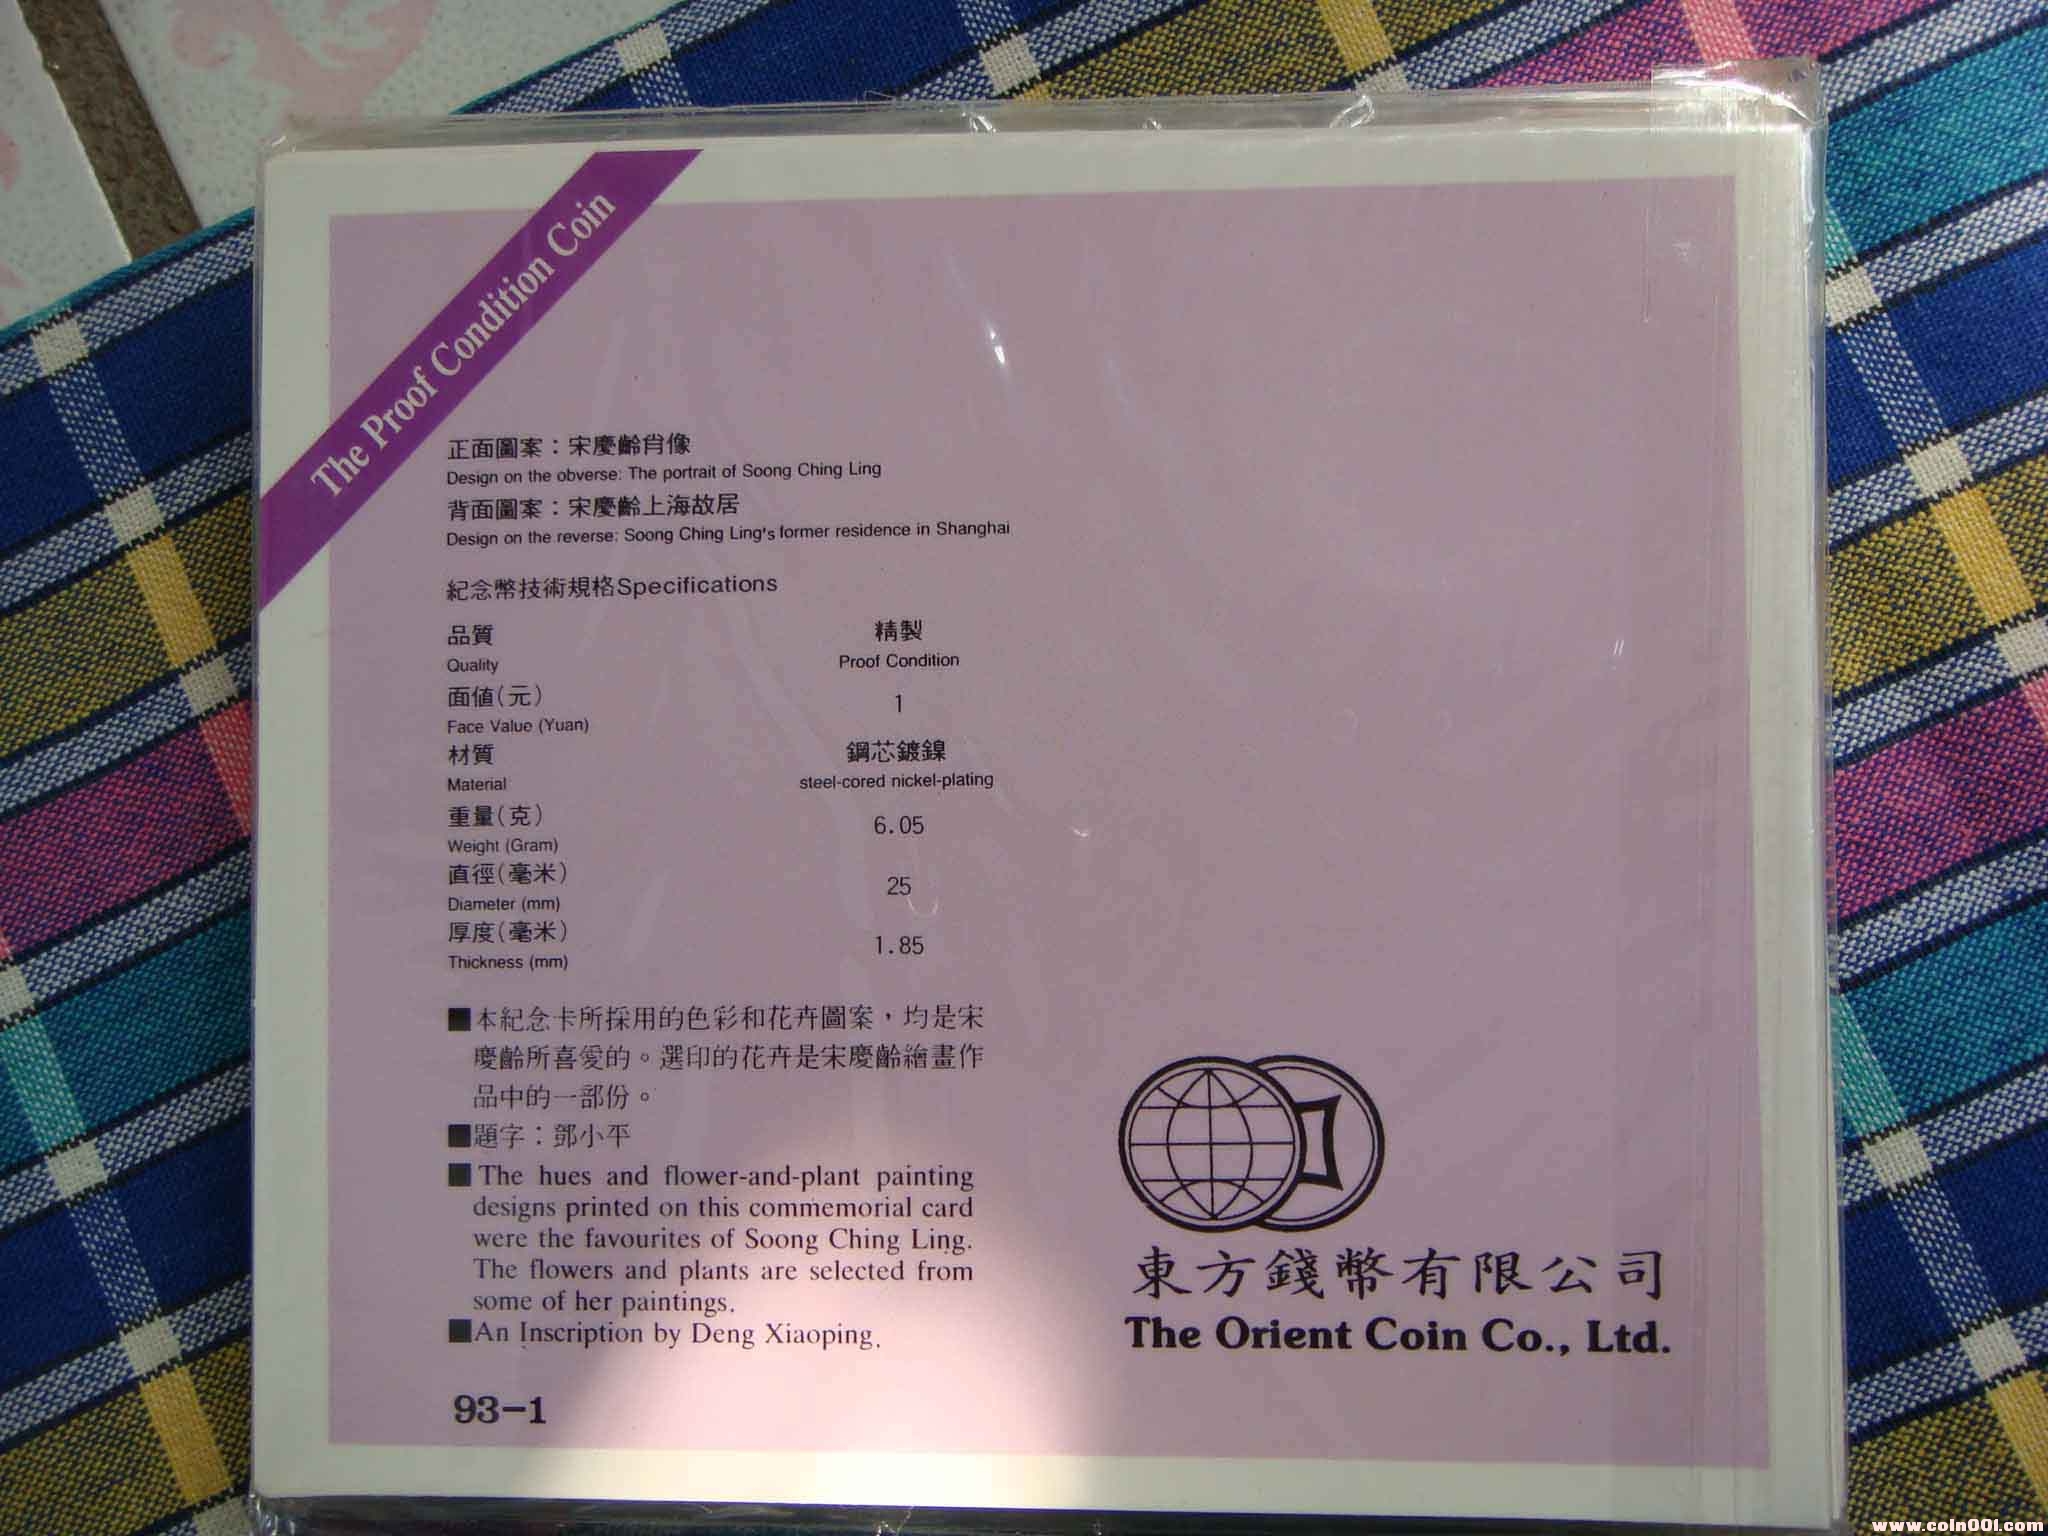 The Proof Condition Coin
正面圖案：宋慶齡肖像
Design on the obverse: The portrait of Soong Ching Ling
背面圖案：宋慶齡上海故居
Design on the reverse: Soong Ching Ling's former residence in Shanghai
紀念幣技術規格Specifications
品質 精製
Quality Proof Condition
面值(元) 1
Face Value (Yuan)
材質 鋼芯鍍鎳
Material steel-cored nickel-plating
重量(克) 6.05
Weight (Gram)
直徑(毫米) 25
Diameter (mm)
厚度(毫米) 1.85
Thickness (mm)
■本紀念卡所採用的色彩和花卉圖案，均是宋
慶齡所喜愛的。選印的花卉是宋慶齡繪畫作
品中的一部份。
■題字：鄧小平
■The hues and flower-and-plant painting
designs printed on this commemorial card
were the favourites of Soong Ching Ling.
The flowers and plants are selected from
some of her paintings.
■An Inscription by Deng Xiaoping.
93-1
東方錢幣有限公司
The Orient Coin Co., Ltd.
www.coin001.com